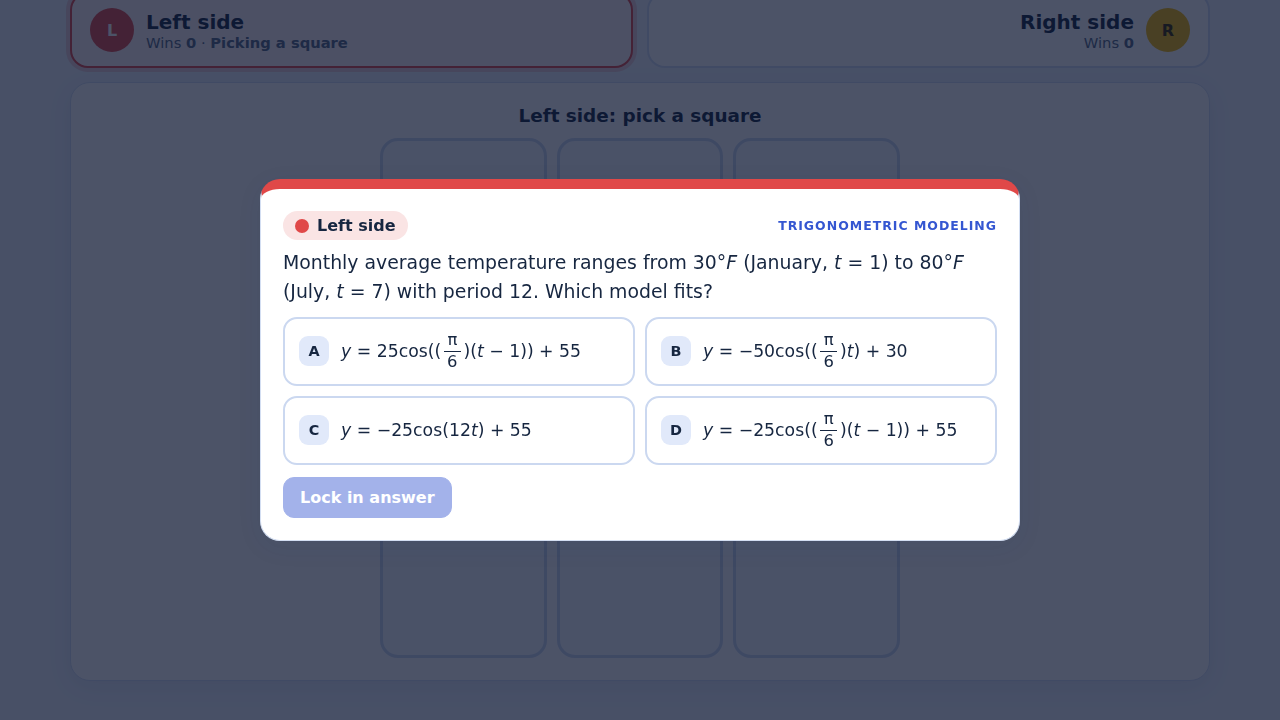 L
Left side
Wins 0 · Picking a square
Right side
Wins 0
R
Left side: pick a square
Left side
TRIGONOMETRIC MODELING
Monthly average temperature ranges from 30°F (January, t = 1) to 80°F
(July, t = 7) with period 12. Which model fits?
A y = 25cos((π/6)(t − 1)) + 55
B y = −50cos((π/6)t) + 30
C y = −25cos(12t) + 55
D y = −25cos((π/6)(t − 1)) + 55
Lock in answer